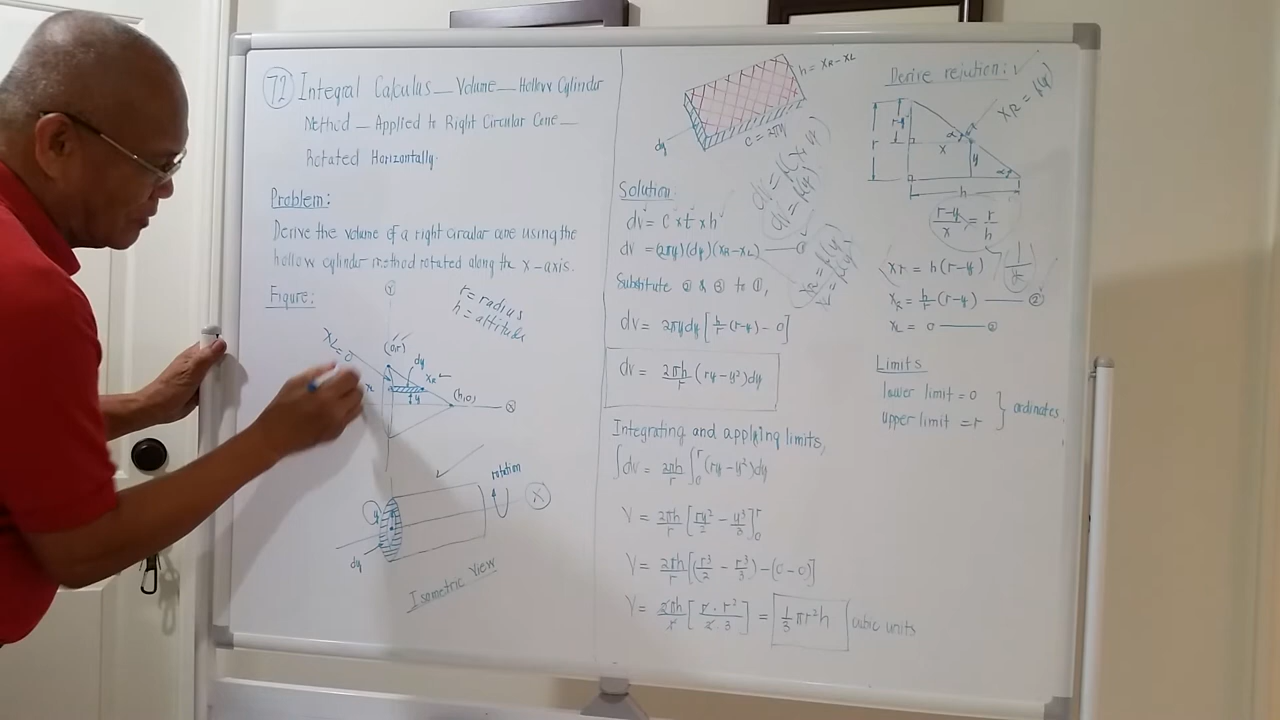 72 Integral Calculus — Volume — Hollow Cylinder
Method — Applied to Right Circular Cone —
Rotated Horizontally.
Problem:
Derive the volume of a right circular cone using the
hollow cylinder method rotated along the x-axis.
Figure:
Y
r = radius
h = altitude
XL = 0
(0,r)
dy
XR
y
(h,0)
X
rotation
X
y
dy
Isometric View
h = XR - XL
dy
C = 2πy
Solution:
dv = C x t x h
dv = (2πy)(dy)(XR - XL) — ①
Substitute ② & ③ to ①,
dv = 2πydy[h/r (r-y) - 0]
dv = 2πh/r (ry - y²)dy
Integrating and applying limits,
∫dv = 2πh/r ∫₀ʳ (ry - y²)dy
V = 2πh/r [ry²/2 - y³/3]₀ʳ
V = 2πh/r [(r³/2 - r³/3) - (0 - 0)]
V = 2πh/r [r · r²/2 · 3] = 1/3 πr²h cubic units
Derive rejution:
XR = f(y)
r-y
r
x
α
y
α
h
r-y/x = r/h
xr = h(r-y)
1/r
XR = h/r (r-y) — ②
XL = 0 — ③
Limits
lower limit = 0
upper limit = r
} ordinates